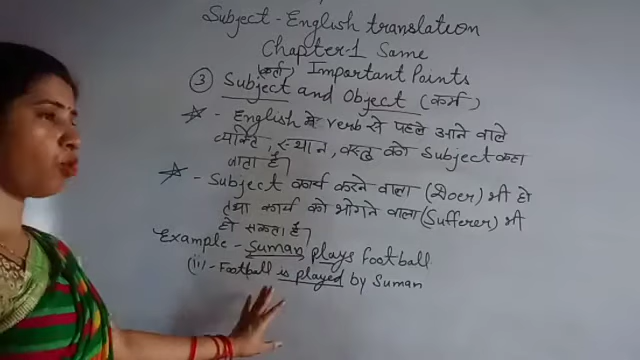 Subject - English translation
Chapter-1 Same
(कर्ता) Important Points
③ Subject and Object (कर्म)
☆ - English में verb से पहले आने वाले
व्यक्ति, स्थान, वस्तु को Subject कहा
जाता है।
☆ - Subject कार्य करने वाला (Doer) भी हो
तथा कार्य को भोगने वाला (Sufferer) भी
हो सकता है।
Example - Suman plays football
(ii) - Football is played by Suman